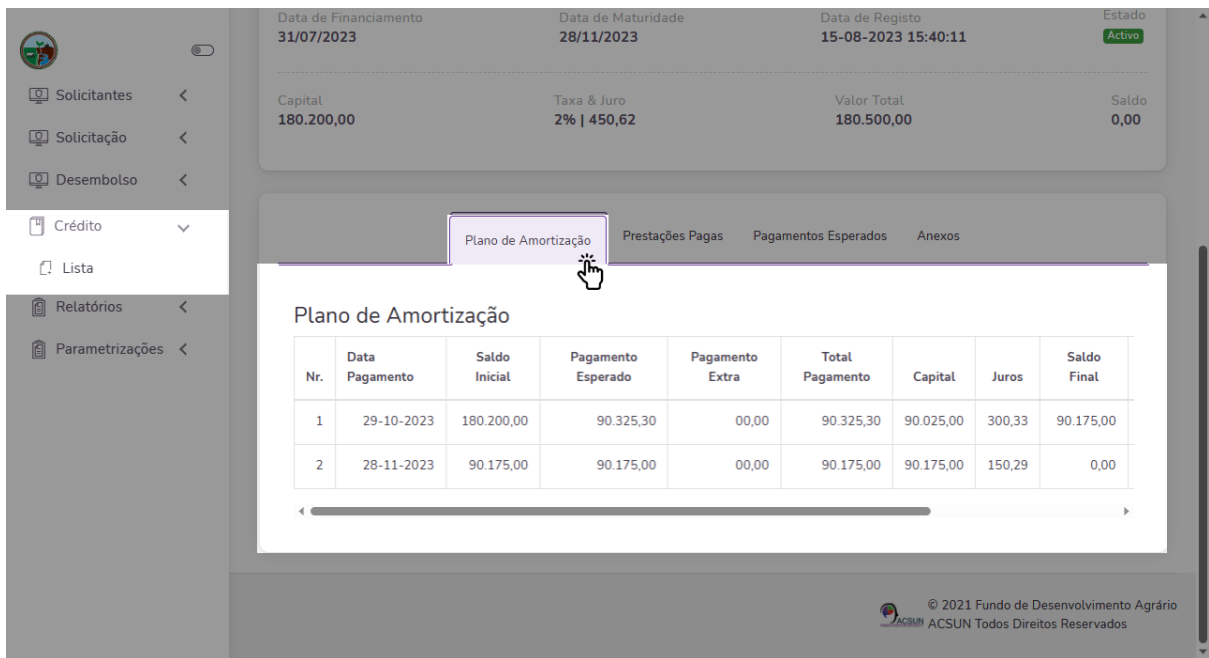 Data de Financiamento Data de Maturidade Data de Registo Estado
31/07/2023 28/11/2023 15-08-2023 15:40:11 Activo
Capital Taxa & Juro Valor Total Saldo
180.200,00 2% | 450,62 180.500,00 0,00
Solicitantes
Solicitação
Desembolso
Crédito
Lista
Relatórios
Parametrizações
Plano de Amortização Prestações Pagas Pagamentos Esperados Anexos
Plano de Amortização
Nr. Data Pagamento Saldo Inicial Pagamento Esperado Pagamento Extra Total Pagamento Capital Juros Saldo Final
1 29-10-2023 180.200,00 90.325,30 00,00 90.325,30 90.025,00 300,33 90.175,00
2 28-11-2023 90.175,00 90.175,00 00,00 90.175,00 90.175,00 150,29 0,00
© 2021 Fundo de Desenvolvimento Agrário
ACSUN ACSUN Todos Direitos Reservados